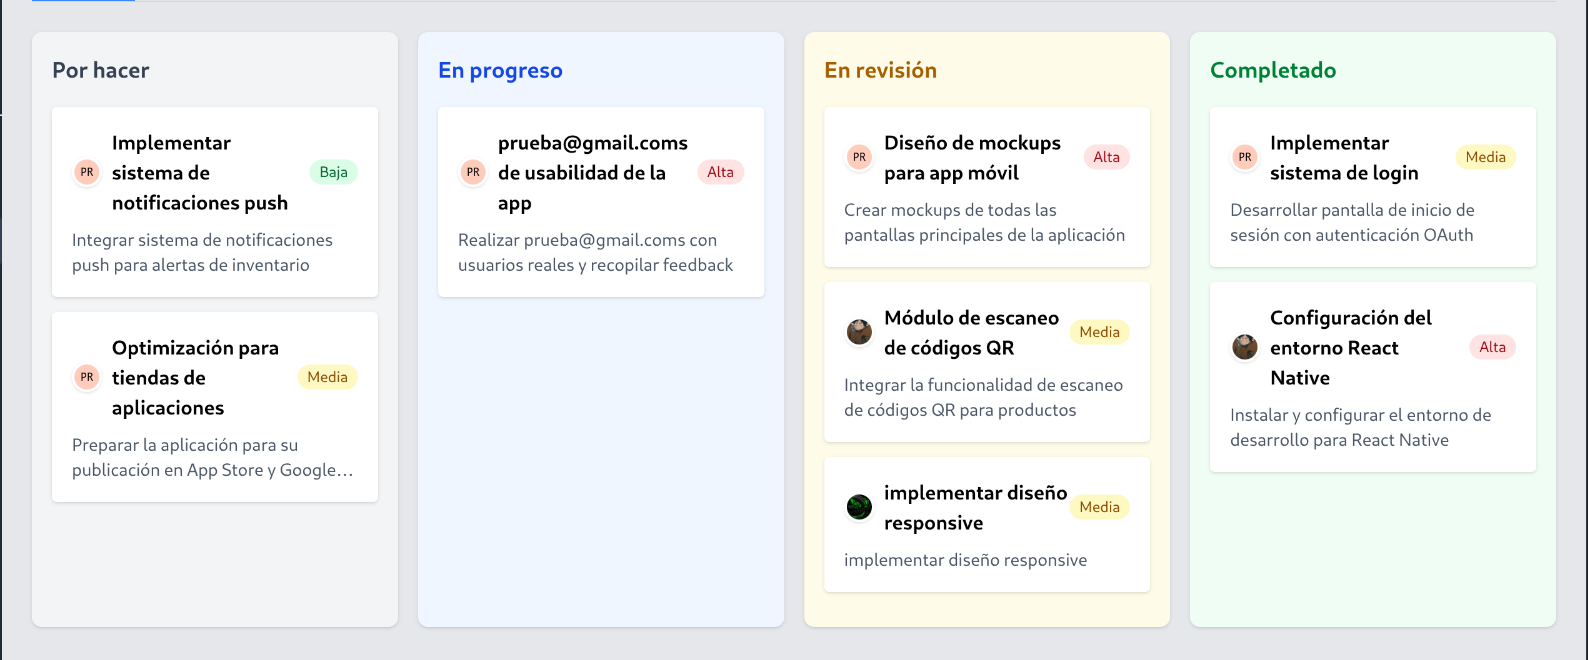 Por hacer
PR
Implementar
sistema de
notificaciones push
Baja
Integrar sistema de notificaciones
push para alertas de inventario
PR
Optimización para
tiendas de
aplicaciones
Media
Preparar la aplicación para su
publicación en App Store y Google...
En progreso
PR
prueba@gmail.coms
de usabilidad de la
app
Alta
Realizar prueba@gmail.coms con
usuarios reales y recopilar feedback
En revisión
PR
Diseño de mockups
para app móvil
Alta
Crear mockups de todas las
pantallas principales de la aplicación
Módulo de escaneo
de códigos QR
Media
Integrar la funcionalidad de escaneo
de códigos QR para productos
implementar diseño
responsive
Media
implementar diseño responsive
Completado
PR
Implementar
sistema de login
Media
Desarrollar pantalla de inicio de
sesión con autenticación OAuth
Configuración del
entorno React
Native
Alta
Instalar y configurar el entorno de
desarrollo para React Native